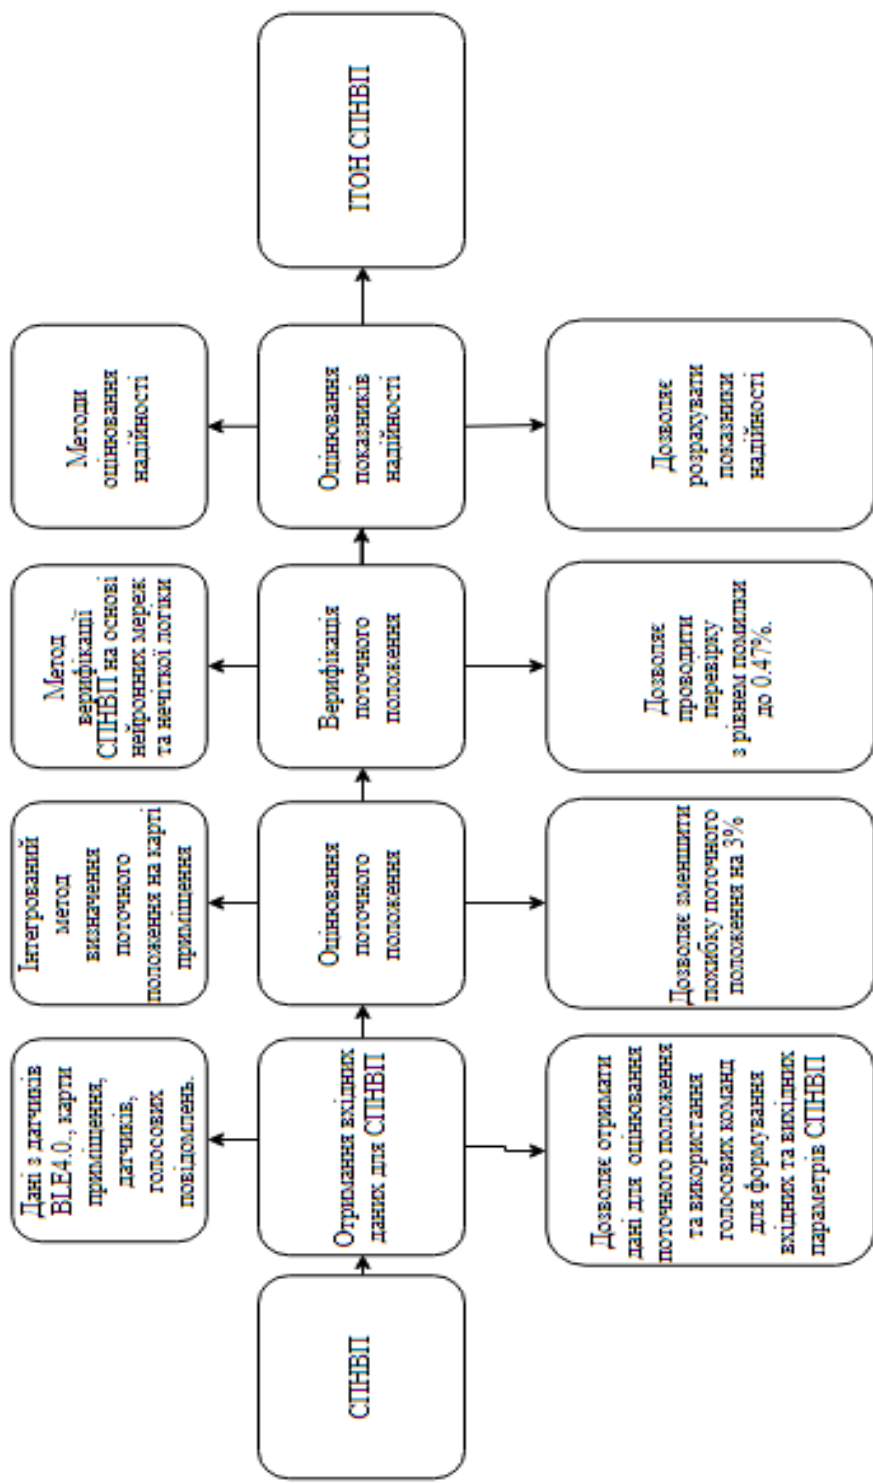 Дані з датчиків
BLE4.0., карти
приміщення,
датчиків,
голосових
повідомлень.
Інтегрований
метод
визначення
поточного
положення на карті
приміщення
Метод
верифікації
СПНВП на основі
нейронних мереж
та нечіткої логіки
Методи
оцінювання
надійності
СПНВП
Отримання вхідних
даних для СПНВП
Оцінювання
поточного
положення
Верифікація
поточного
положення
Оцінювання
показників
надійності
ІТОН СПНВП
Дозволяє отримати
дані для оцінювання
поточного положення
та використання
голосових команд
для формування
вхідних та вихідних
параметрів СПНВП
Дозволяє зменшити
похибку поточного
положення на 3%
Дозволяє
проводити
перевірку
з рівнем помилки
до 0.47%.
Дозволяє
розрахувати
показники
надійності